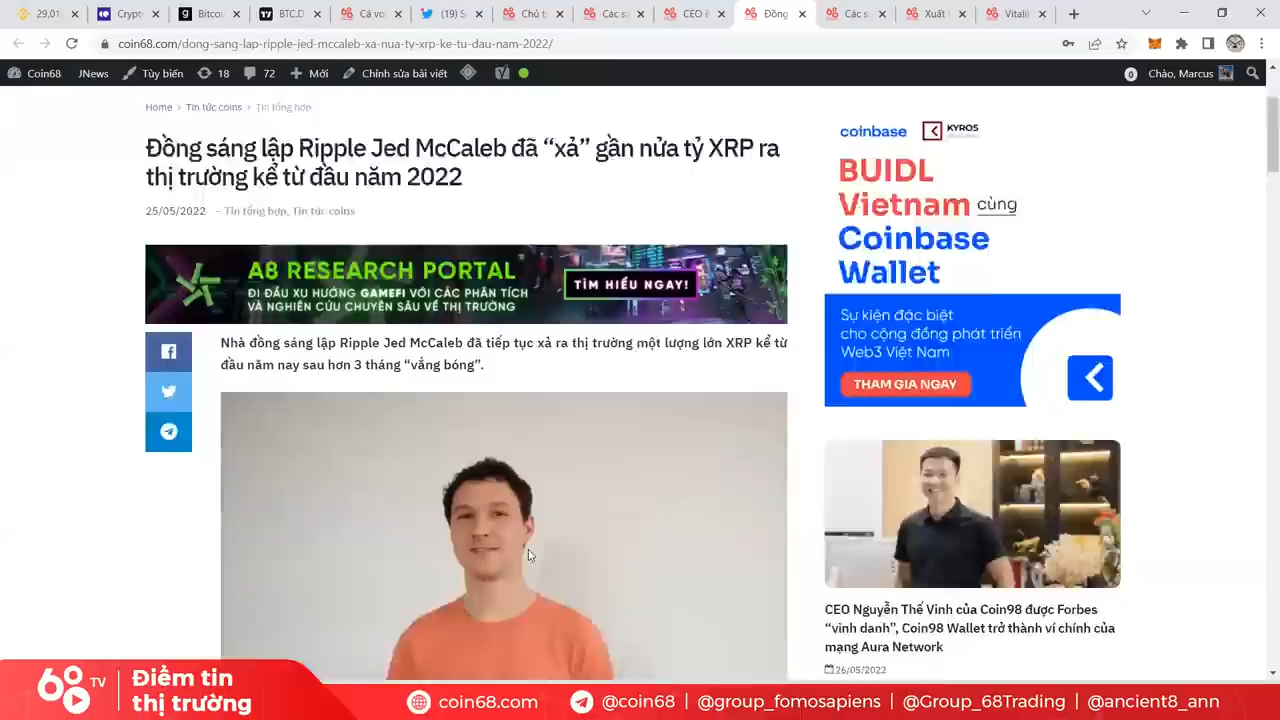 29,01
Crypto
Bitcoi
BTC.D
Cá vo
(19) S
Chủ t
Các sa
CEO i
Đồng
Các s
Xuất h
Vitali
coin68.com/dong-sang-lap-ripple-jed-mccaleb-xa-nua-ty-xrp-ke-tu-dau-nam-2022/
Coin68 JNews Tùy biến 18 72 Mới Chỉnh sửa bài viết 0 Chào, Marcus
Home > Tin tức coins > Tin tổng hợp
Đồng sáng lập Ripple Jed McCaleb đã “xả” gần nửa tỷ XRP ra
thị trường kể từ đầu năm 2022
25/05/2022 – Tin tổng hợp, Tin tức coins
A8 RESEARCH PORTAL
ĐI ĐẦU XU HƯỚNG GAMEFI VỚI CÁC PHÂN TÍCH
VÀ NGHIÊN CỨU CHUYÊN SÂU VỀ THỊ TRƯỜNG
TÌM HIỂU NGAY!
Nhà đồng sáng lập Ripple Jed McCaleb đã tiếp tục xả ra thị trường một lượng lớn XRP kể từ
đầu năm nay sau hơn 3 tháng “vắng bóng”.
coinbase KYROS
BUIDL
Vietnam cùng
Coinbase
Wallet
Sự kiện đặc biệt
cho cộng đồng phát triển
Web3 Việt Nam
THAM GIA NGAY
CEO Nguyễn Thế Vinh của Coin98 được Forbes
“vinh danh”, Coin98 Wallet trở thành ví chính của
mạng Aura Network
26/05/2022
68 TV
Điểm tin
thị trường
coin68.com @coin68 | @group_fomosapiens | @Group_68Trading | @ancient8_ann